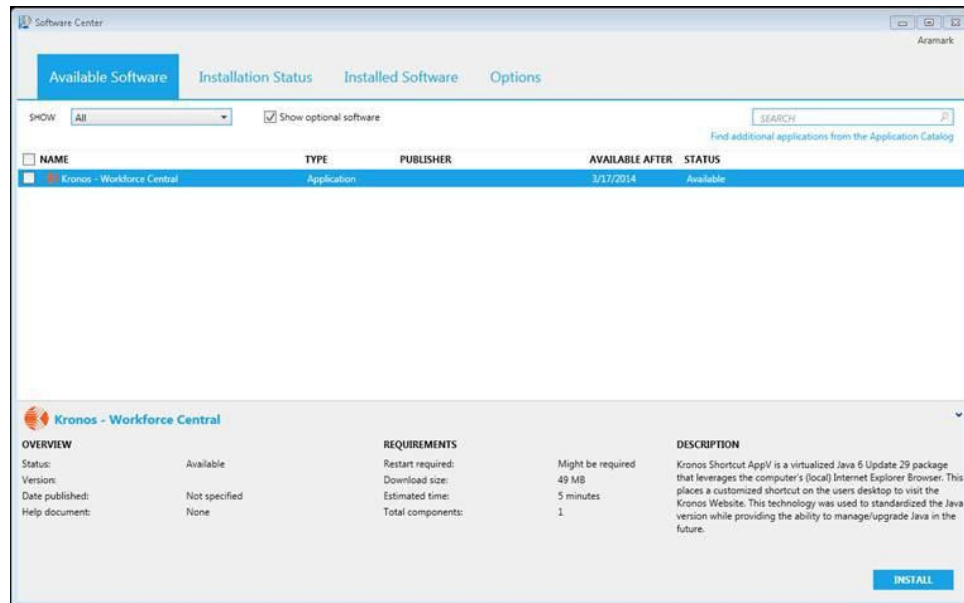 Software Center
Aramark
Available Software Installation Status Installed Software Options
SHOW All Show optional software SEARCH
Find additional applications from the Application Catalog
NAME TYPE PUBLISHER AVAILABLE AFTER STATUS
Kronos - Workforce Central Application 3/17/2014 Available
Kronos - Workforce Central
OVERVIEW REQUIREMENTS DESCRIPTION
Status: Available Restart required: Might be required Kronos Shortcut AppV is a virtualized Java 6 Update 29 package
Version: Download size: 49 MB that leverages the computer's (local) Internet Explorer Browser. This
Date published: Not specified Estimated time: 5 minutes places a customized shortcut on the users desktop to visit the
Help document: None Total components: 1 Kronos Website. This technology was used to standardized the Java
version while providing the ability to manage/upgrade Java in the
future.
INSTALL